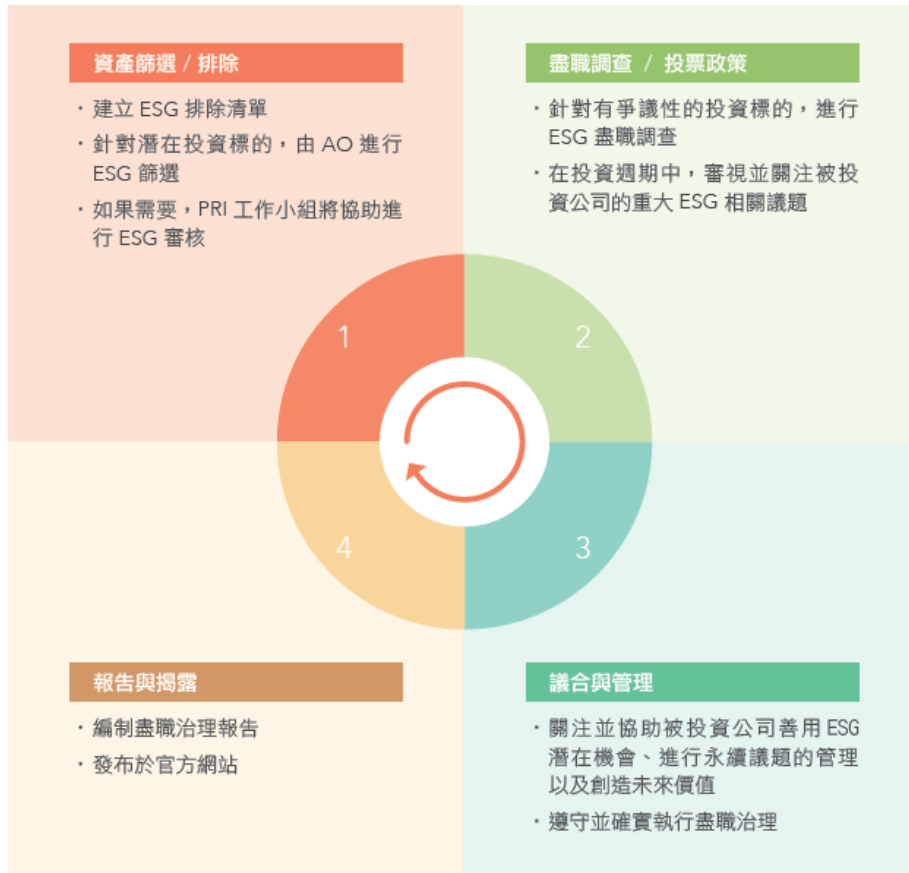 資產篩選 / 排除
・建立 ESG 排除清單
・針對潛在投資標的，由 AO 進行
ESG 篩選
・如果需要，PRI 工作小組將協助進
行 ESG 審核
盡職調查 / 投票政策
・針對有爭議性的投資標的，進行
ESG 盡職調查
・在投資週期中，審視並關注被投
資公司的重大 ESG 相關議題
1
2
4
3
報告與揭露
・編制盡職治理報告
・發布於官方網站
議合與管理
・關注並協助被投資公司善用 ESG
潛在機會、進行永續議題的管理
以及創造未來價值
・遵守並確實執行盡職治理